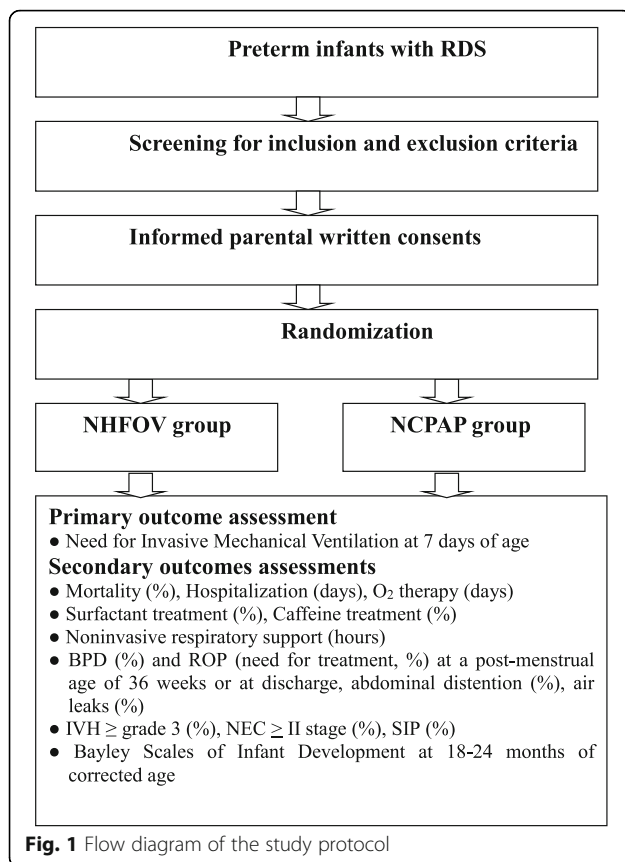 Preterm infants with RDS
Screening for inclusion and exclusion criteria
Informed parental written consents
Randomization
NHFOV group
NCPAP group
Primary outcome assessment
● Need for Invasive Mechanical Ventilation at 7 days of age
Secondary outcomes assessments
● Mortality (%), Hospitalization (days), O₂ therapy (days)
● Surfactant treatment (%), Caffeine treatment (%)
● Noninvasive respiratory support (hours)
● BPD (%) and ROP (need for treatment, %) at a post-menstrual
age of 36 weeks or at discharge, abdominal distention (%), air
leaks (%)
● IVH ≥ grade 3 (%), NEC ≥ II stage (%), SIP (%)
● Bayley Scales of Infant Development at 18-24 months of
corrected age
Fig. 1 Flow diagram of the study protocol